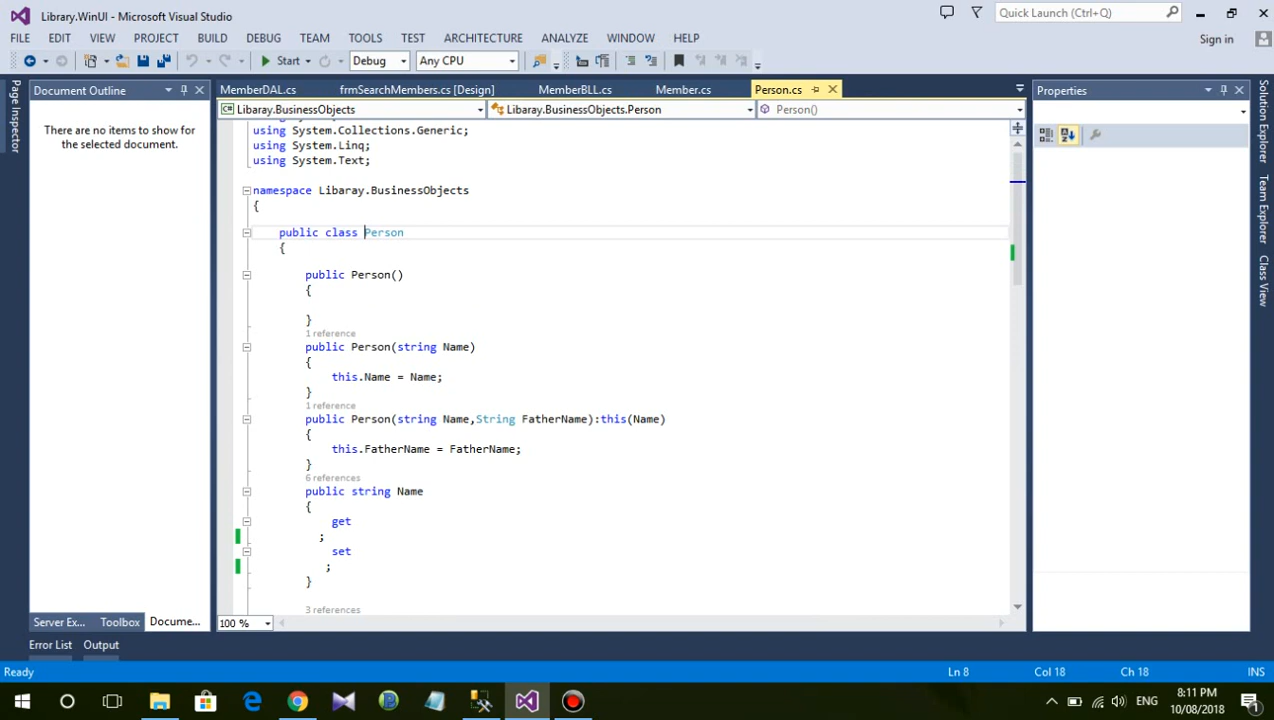 Library.WinUI - Microsoft Visual Studio
Quick Launch (Ctrl+Q)
FILE EDIT VIEW PROJECT BUILD DEBUG TEAM TOOLS TEST ARCHITECTURE ANALYZE WINDOW HELP
Sign in
Start Debug Any CPU
Page Inspector
Document Outline
There are no items to show for
the selected document.
Server Ex... Toolbox Docume...
MemberDAL.cs frmSearchMembers.cs [Design] MemberBLL.cs Member.cs Person.cs
Libaray.BusinessObjects Libaray.BusinessObjects.Person Person()
using System.Collections.Generic;
using System.Linq;
using System.Text;
namespace Libaray.BusinessObjects
{
public class Person
{
public Person()
{
}
1 reference
public Person(string Name)
{
this.Name = Name;
}
1 reference
public Person(string Name,String FatherName):this(Name)
{
this.FatherName = FatherName;
}
6 references
public string Name
{
get
;
set
;
}
3 references
100 %
Properties
Solution Explorer
Team Explorer
Class View
Error List Output
Ready Ln 8 Col 18 Ch 18 INS
ENG
8:11 PM
10/08/2018
1